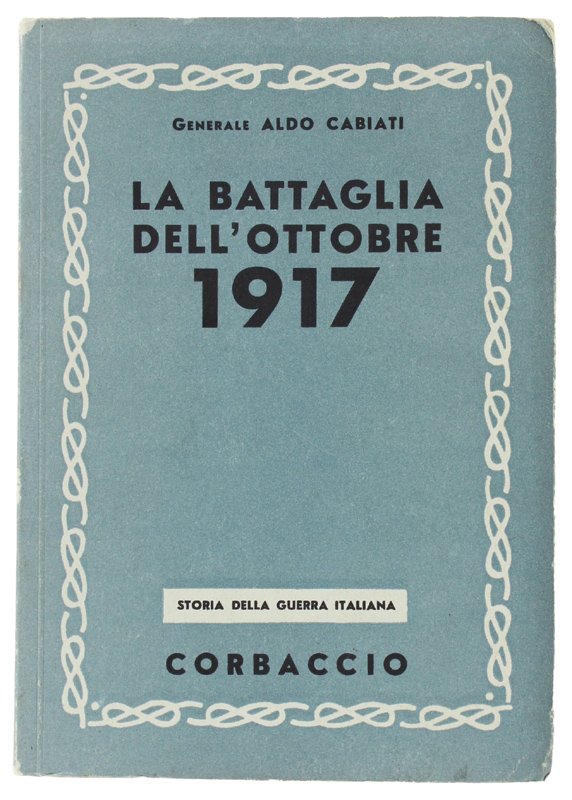 Generale ALDO CABIATI
LA BATTAGLIA
DELL'OTTOBRE
1917
STORIA DELLA GUERRA ITALIANA
CORBACCIO